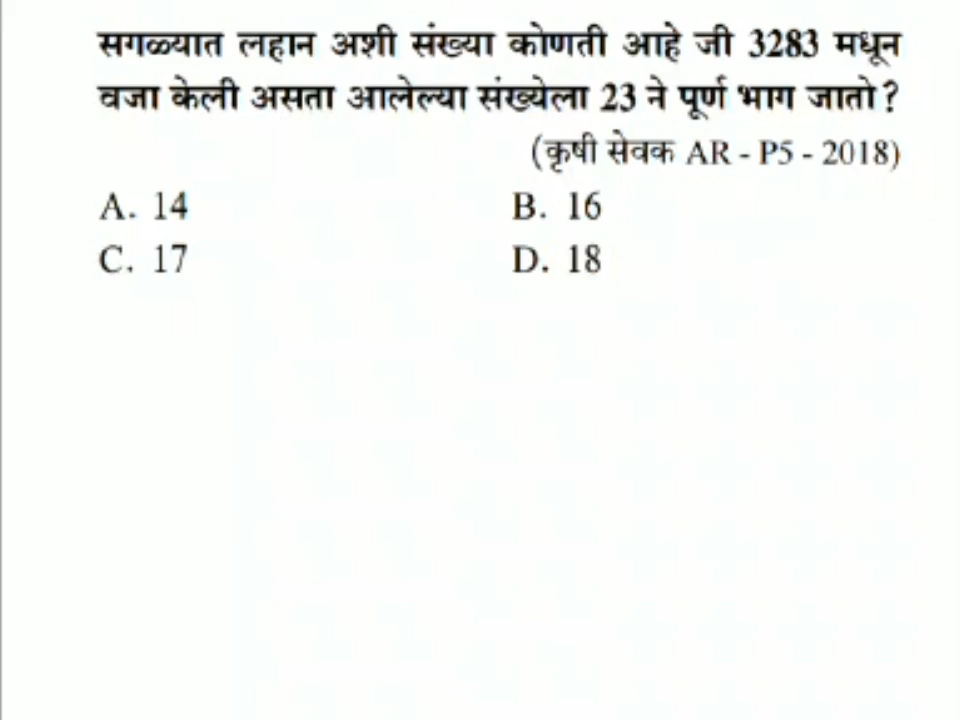 सगळ्यात लहान अशी संख्या कोणती आहे जी 3283 मधून
वजा केली असता आलेल्या संख्येला 23 ने पूर्ण भाग जातो?
(कृषी सेवक AR - P5 - 2018)
A. 14 B. 16
C. 17 D. 18